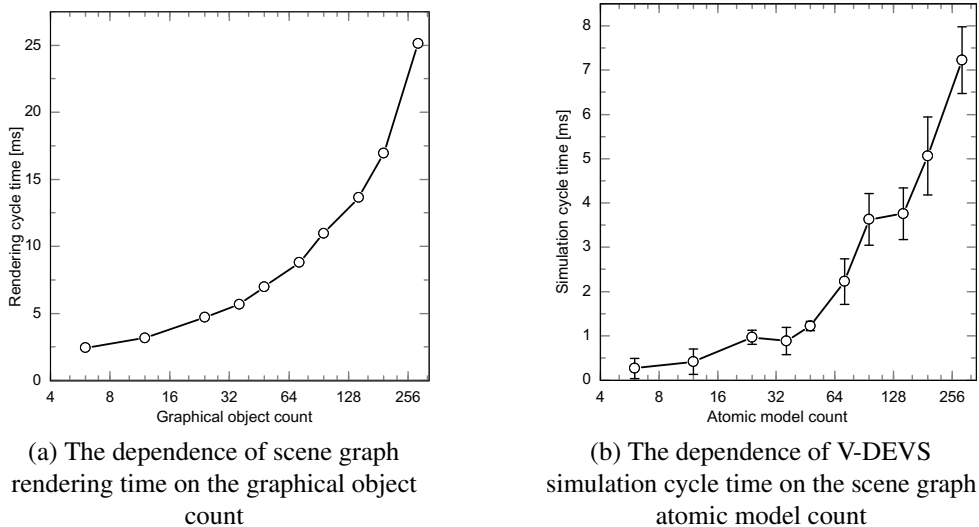 25
20
15
10
5
0
Rendering cycle time [ms]
4 8 16 32 64 128 256
Graphical object count
(a) The dependence of scene graph
rendering time on the graphical object
count
8
7
6
5
4
3
2
1
0
Simulation cycle time [ms]
4 8 16 32 64 128 256
Atomic model count
(b) The dependence of V-DEVS
simulation cycle time on the scene graph
atomic model count